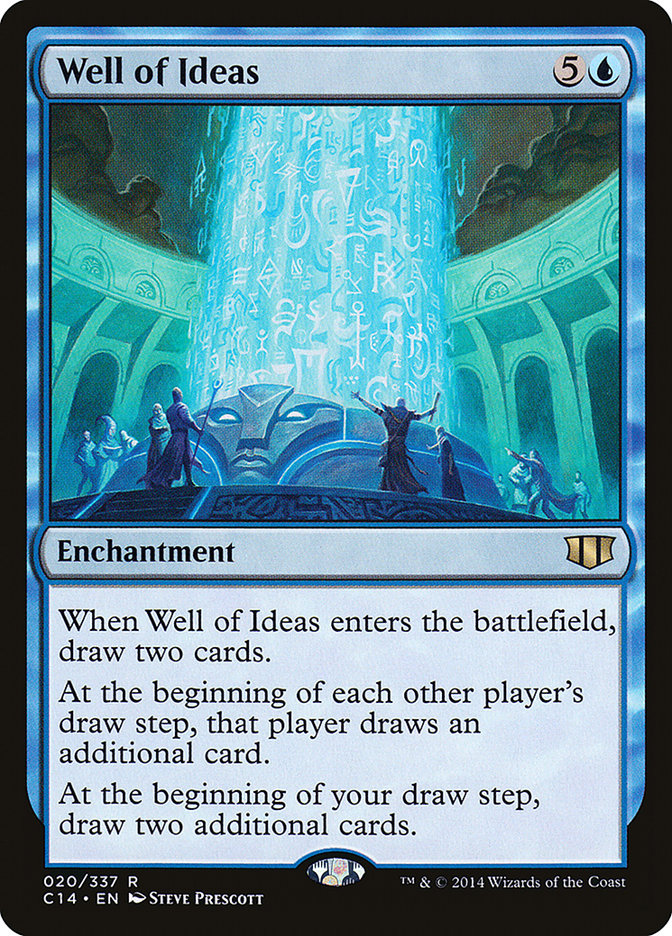 Well of Ideas 5
Enchantment
When Well of Ideas enters the battlefield,
draw two cards.
At the beginning of each other player's
draw step, that player draws an
additional card.
At the beginning of your draw step,
draw two additional cards.
020/337 R
C14 • EN Steve Prescott
™ & © 2014 Wizards of the Coast